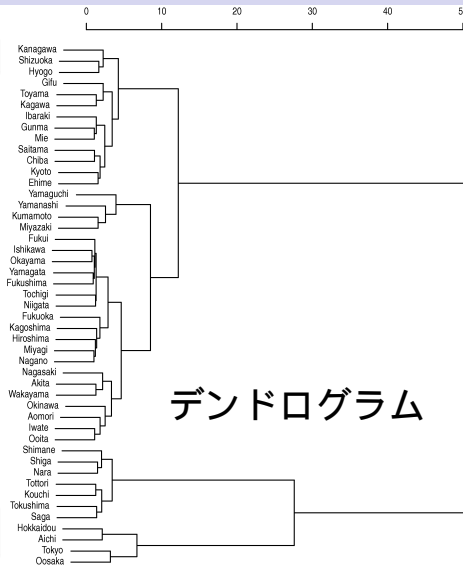 0 10 20 30 40
Kanagawa
Shizuoka
Hyogo
Gifu
Toyama
Kagawa
Ibaraki
Gunma
Mie
Saitama
Chiba
Kyoto
Ehime
Yamaguchi
Yamanashi
Kumamoto
Miyazaki
Fukui
Ishikawa
Okayama
Yamagata
Fukushima
Tochigi
Niigata
Fukuoka
Kagoshima
Hiroshima
Miyagi
Nagano
Nagasaki
Akita
Wakayama
Okinawa
Aomori
Iwate
Ooita
デンドログラム
Shimane
Shiga
Nara
Tottori
Kouchi
Tokushima
Saga
Hokkaidou
Aichi
Tokyo
Oosaka